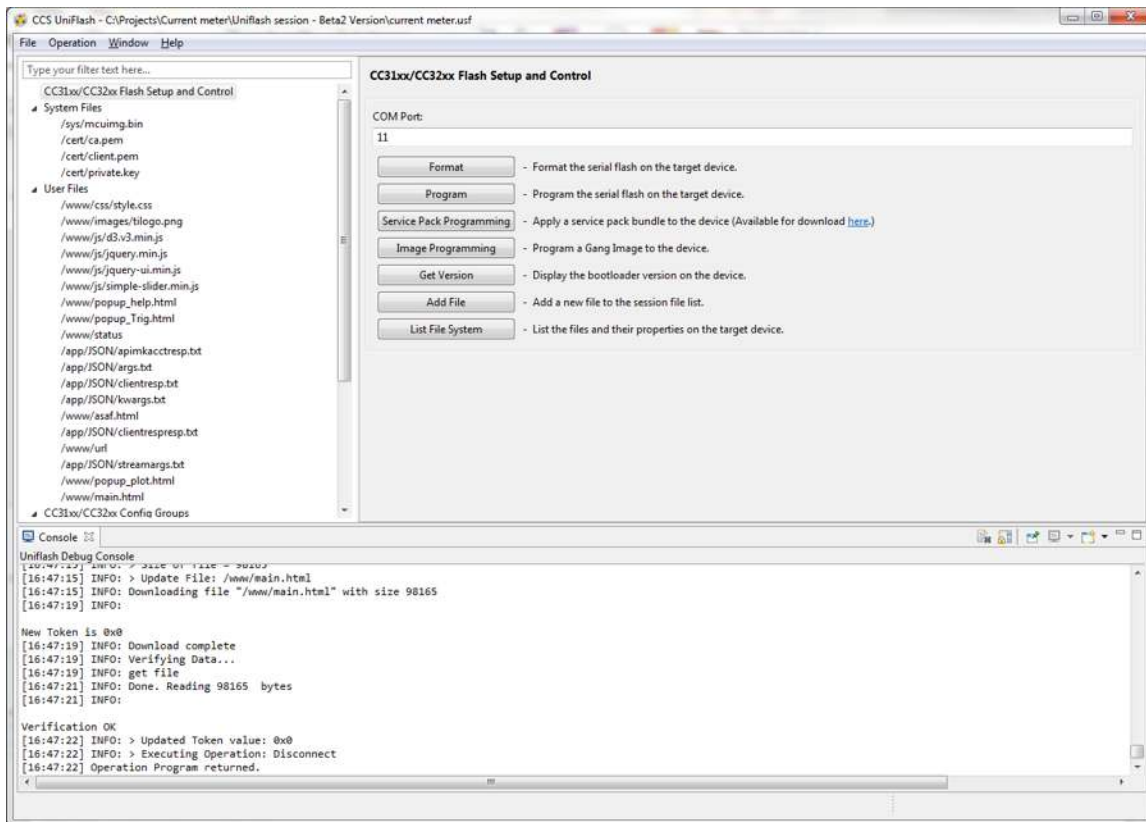 CCS UniFlash - C:\Projects\Current meter\Uniflash session - Beta2 Version\current meter.usf
File Operation Window Help
Type your filter text here...
CC31xx/CC32xx Flash Setup and Control
System Files
/sys/mcuimg.bin
/cert/ca.pem
/cert/client.pem
/cert/private.key
User Files
/www/css/style.css
/www/images/tilogo.png
/www/js/d3.v3.min.js
/www/js/jquery.min.js
/www/js/jquery-ui.min.js
/www/js/simple-slider.min.js
/www/popup_help.html
/www/popup_Trig.html
/www/status
/app/JSON/apimkacctresp.txt
/app/JSON/args.txt
/app/JSON/clientresp.txt
/app/JSON/kwargs.txt
/www/asaf.html
/app/JSON/clientrespresp.txt
/www/url
/app/JSON/streamargs.txt
/www/popup_plot.html
/www/main.html
CC31xx/CC32xx Config Groups
CC31xx/CC32xx Flash Setup and Control
COM Port:
11
Format - Format the serial flash on the target device.
Program - Program the serial flash on the target device.
Service Pack Programming - Apply a service pack bundle to the device (Available for download here.)
Image Programming - Program a Gang Image to the device.
Get Version - Display the bootloader version on the device.
Add File - Add a new file to the session file list.
List File System - List the files and their properties on the target device.
Console
Uniflash Debug Console
[16:47:15] INFO: > Size of file = 98165
[16:47:15] INFO: > Update File: /www/main.html
[16:47:15] INFO: Downloading file "/www/main.html" with size 98165
[16:47:19] INFO:
New Token is 0x0
[16:47:19] INFO: Download complete
[16:47:19] INFO: Verifying Data...
[16:47:19] INFO: get file
[16:47:21] INFO: Done. Reading 98165 bytes
[16:47:21] INFO:
Verification OK
[16:47:22] INFO: > Updated Token value: 0x0
[16:47:22] INFO: > Executing Operation: Disconnect
[16:47:22] Operation Program returned.